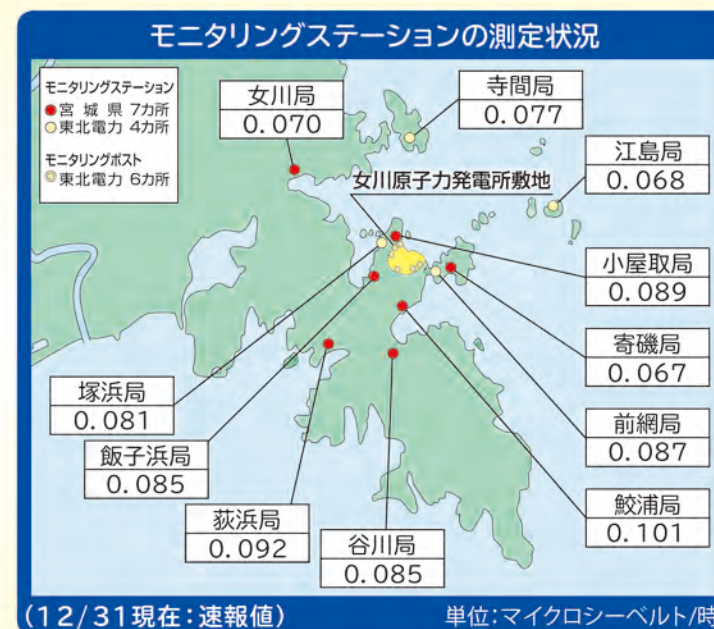 モニタリングステーションの測定状況
モニタリングステーション
宮城県 7カ所
東北電力 4カ所
モニタリングポスト
東北電力 6カ所
女川局
0.070
寺間局
0.077
江島局
0.068
女川原子力発電所敷地
小屋取局
0.089
寄磯局
0.067
前網局
0.087
鮫浦局
0.101
塚浜局
0.081
飯子浜局
0.085
荻浜局
0.092
谷川局
0.085
(12/31現在:速報値)
単位:マイクロシーベルト/時